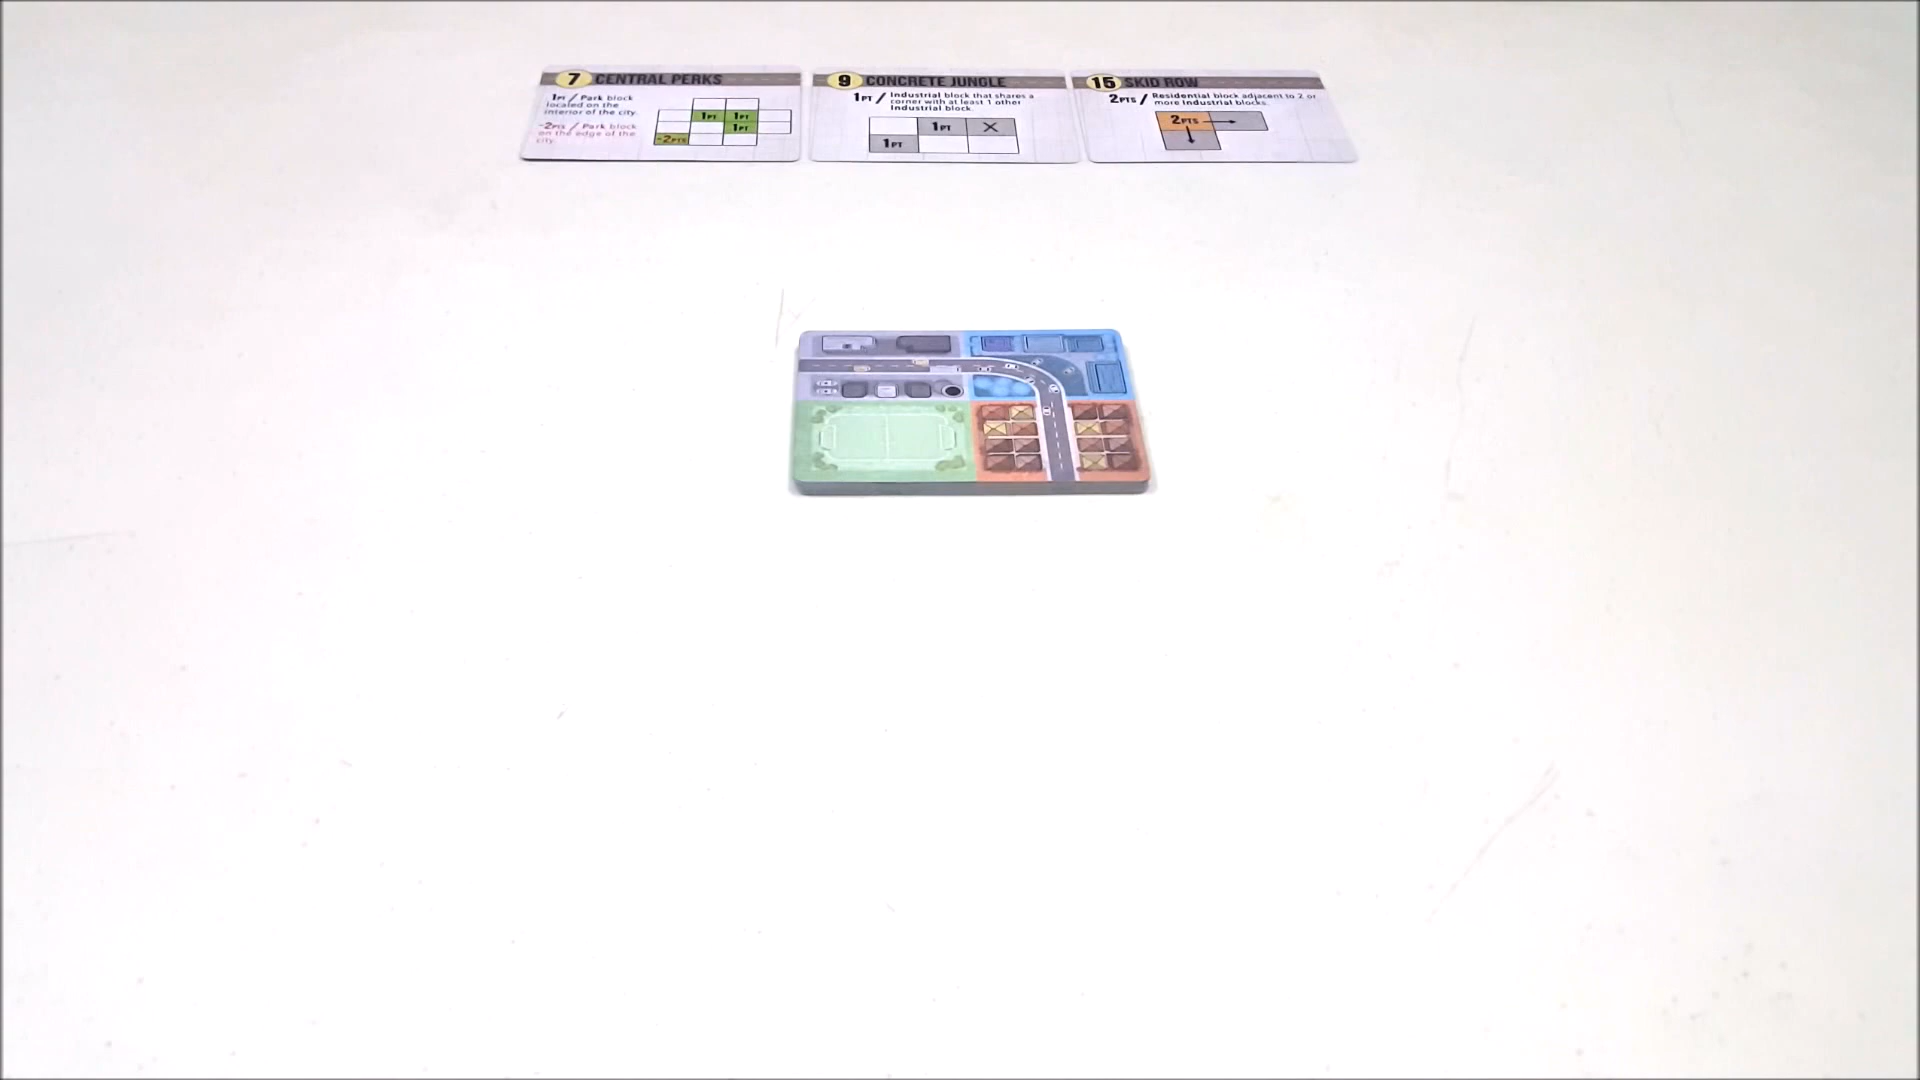 7 CENTRAL PERKS
1PT / Park block
located on the
interior of the city.
-2PTS / Park block
on the edge of the
city.
1PT 1PT
1PT
-2PTS
9 CONCRETE JUNGLE
1PT / Industrial block that shares a
corner with at least 1 other
Industrial block.
1PT X
1PT
15 SKID ROW
2PTS / Residential block adjacent to 2 or
more Industrial blocks.
2PTS